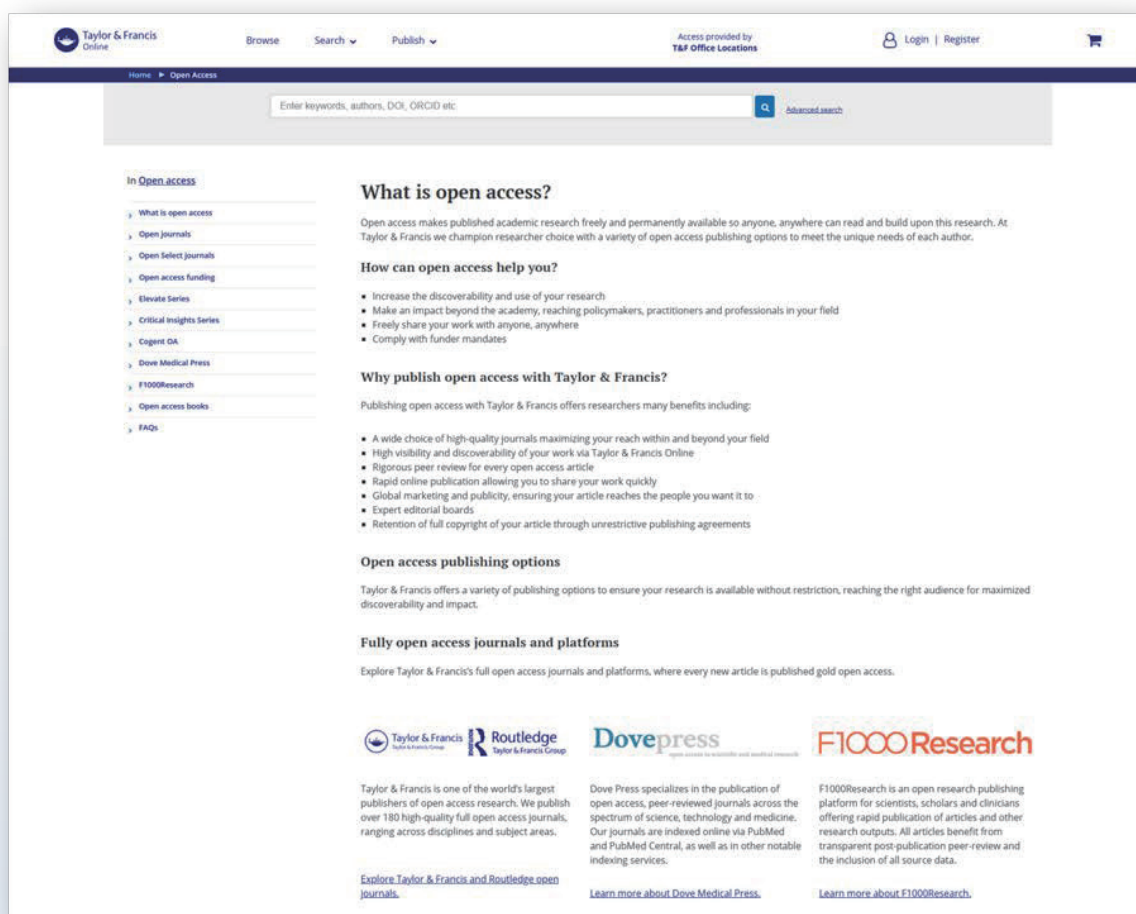 Taylor & Francis
Online
Browse
Search
Publish
Access provided by
T&F Office Locations
Login | Register
Home ▶ Open Access
Enter keywords, authors, DOI, ORCID etc
Advanced search
In Open access
What is open access
Open journals
Open Select journals
Open access funding
Elevate Series
Critical Insights Series
Cogent OA
Dove Medical Press
F1000Research
Open access books
FAQs
What is open access?
Open access makes published academic research freely and permanently available so anyone, anywhere can read and build upon this research. At
Taylor & Francis we champion researcher choice with a variety of open access publishing options to meet the unique needs of each author.
How can open access help you?
▪ Increase the discoverability and use of your research
▪ Make an impact beyond the academy, reaching policymakers, practitioners and professionals in your field
▪ Freely share your work with anyone, anywhere
▪ Comply with funder mandates
Why publish open access with Taylor & Francis?
Publishing open access with Taylor & Francis offers researchers many benefits including:
▪ A wide choice of high-quality journals maximizing your reach within and beyond your field
▪ High visibility and discoverability of your work via Taylor & Francis Online
▪ Rigorous peer review for every open access article
▪ Rapid online publication allowing you to share your work quickly
▪ Global marketing and publicity, ensuring your article reaches the people you want it to
▪ Expert editorial boards
▪ Retention of full copyright of your article through unrestrictive publishing agreements
Open access publishing options
Taylor & Francis offers a variety of publishing options to ensure your research is available without restriction, reaching the right audience for maximized
discoverability and impact.
Fully open access journals and platforms
Explore Taylor & Francis's full open access journals and platforms, where every new article is published gold open access.
Taylor & Francis
Taylor & Francis Group
Routledge
Taylor & Francis Group
Taylor & Francis is one of the world's largest
publishers of open access research. We publish
over 180 high-quality full open access journals,
ranging across disciplines and subject areas.
Explore Taylor & Francis and Routledge open
journals.
Dovepress
open access to scientific and medical research
Dove Press specializes in the publication of
open access, peer-reviewed journals across the
spectrum of science, technology and medicine.
Our journals are indexed online via PubMed
and PubMed Central, as well as in other notable
indexing services.
Learn more about Dove Medical Press.
F1000Research
F1000Research is an open research publishing
platform for scientists, scholars and clinicians
offering rapid publication of articles and other
research outputs. All articles benefit from
transparent post-publication peer-review and
the inclusion of all source data.
Learn more about F1000Research.